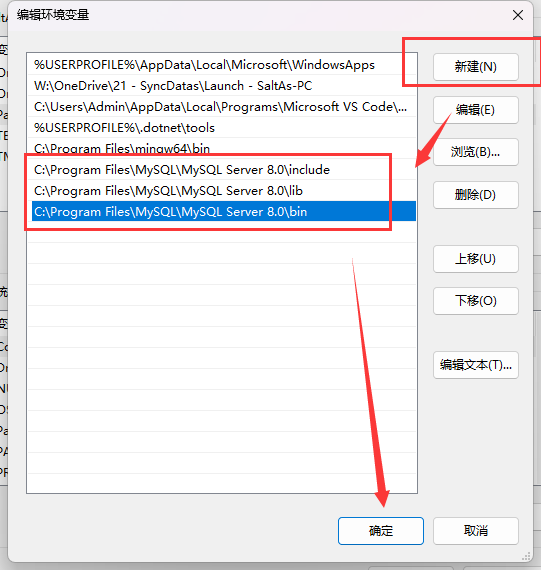 编辑环境变量
%USERPROFILE%\AppData\Local\Microsoft\WindowsApps
新建(N)
W:\OneDrive\21 - SyncDatas\Launch - SaltAs-PC
C:\Users\Admin\AppData\Local\Programs\Microsoft VS Code\...
编辑(E)
%USERPROFILE%\.dotnet\tools
C:\Program Files\mingw64\bin
浏览(B)...
C:\Program Files\MySQL\MySQL Server 8.0\include
C:\Program Files\MySQL\MySQL Server 8.0\lib
删除(D)
C:\Program Files\MySQL\MySQL Server 8.0\bin
上移(U)
下移(O)
编辑文本(T)...
确定
取消